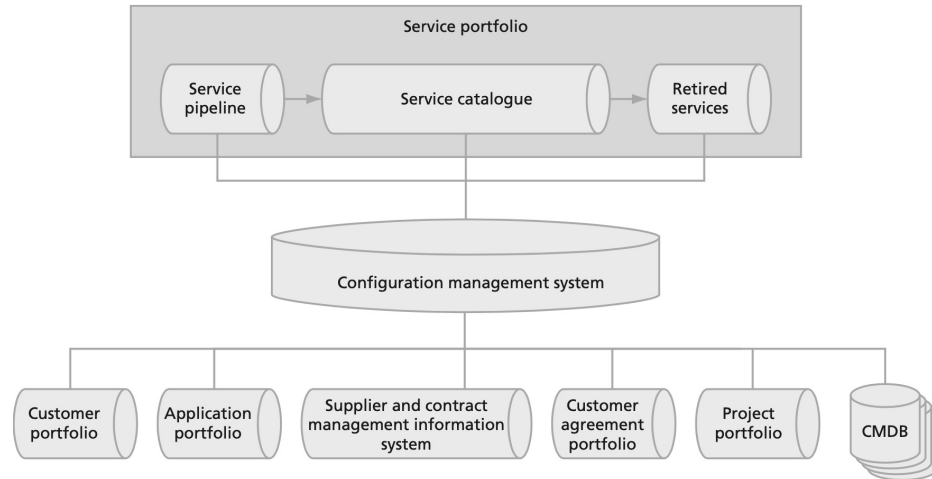 Service portfolio
Service
pipeline
Service catalogue
Retired
services
Configuration management system
Customer
portfolio
Application
portfolio
Supplier and contract
management information
system
Customer
agreement
portfolio
Project
portfolio
CMDB